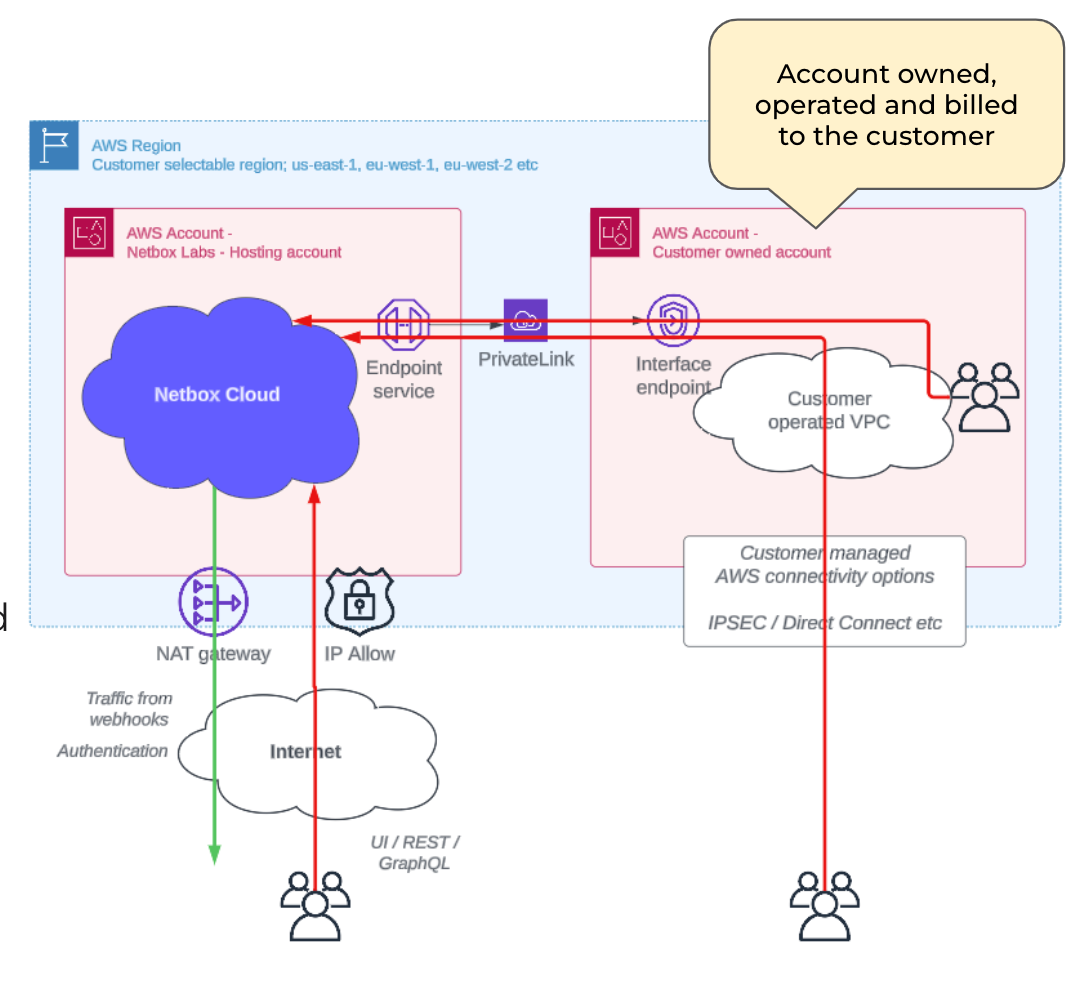 Account owned,
operated and billed
to the customer
AWS Region
Customer selectable region; us-east-1, eu-west-1, eu-west-2 etc
AWS Account -
Netbox Labs - Hosting account
AWS Account -
Customer owned account
Netbox Cloud
Endpoint
service
PrivateLink
Interface
endpoint
Customer
operated VPC
Customer managed
AWS connectivity options
IPSEC / Direct Connect etc
d
NAT gateway
IP Allow
Traffic from
webhooks
Authentication
Internet
UI / REST /
GraphQL